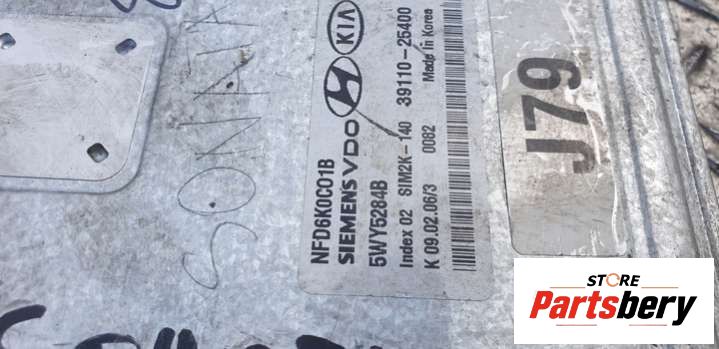 SONATA
NFD6K0C01B
SIEMENS VDO KIA
5WY5284B
Index 02 SIM2K-140 39110-25400
K 09.02.06/3 0082 Made in Korea
J79
STORE
Partsbery